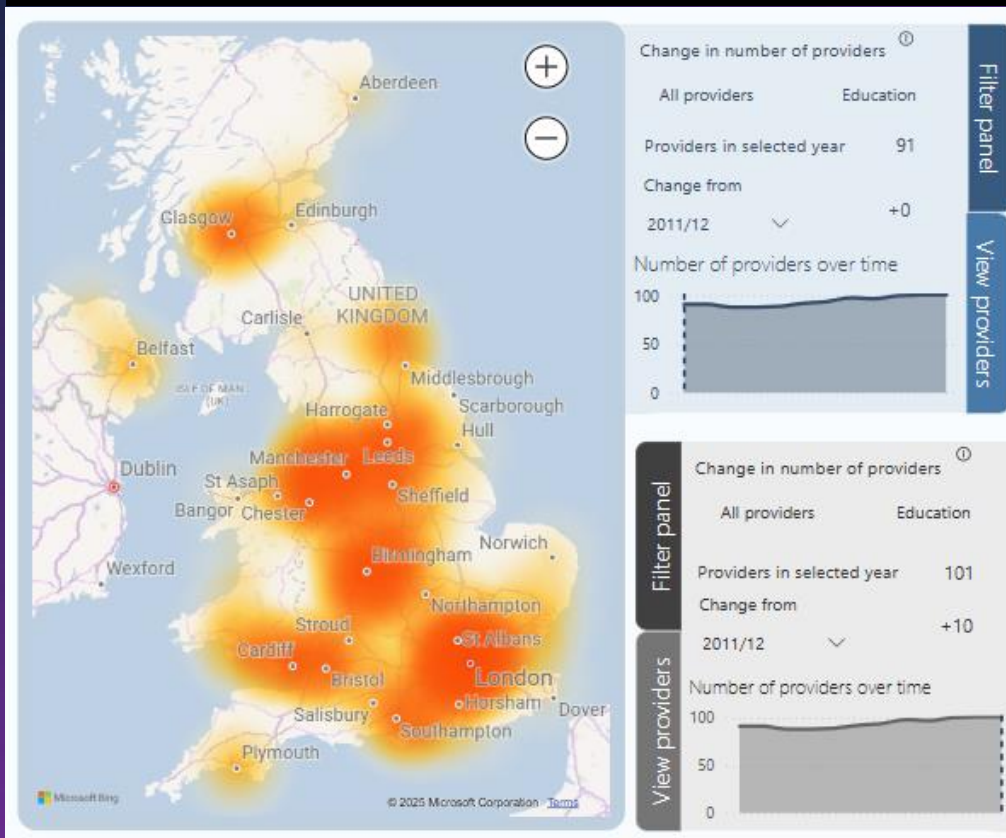 Aberdeen
Glasgow
Edinburgh
UNITED
KINGDOM
Carlisle
Belfast
ISLE OF MAN
(UK)
Middlesbrough
Harrogate
Scarborough
Hull
Manchester
Leeds
Dublin
St Asaph
Sheffield
Bangor
Chester
Norwich
Birmingham
Wexford
Northampton
Stroud
St Albans
Cardiff
London
Bristol
Horsham
Salisbury
Dover
Southampton
Plymouth
Microsoft Bing
© 2025 Microsoft Corporation Terms
Change in number of providers
All providers Education
Providers in selected year 91
Change from
2011/12 +0
Number of providers over time
100
50
0
Filter panel
View providers
Filter panel
View providers
Change in number of providers
All providers Education
Providers in selected year 101
Change from
2011/12 +10
Number of providers over time
100
50
0